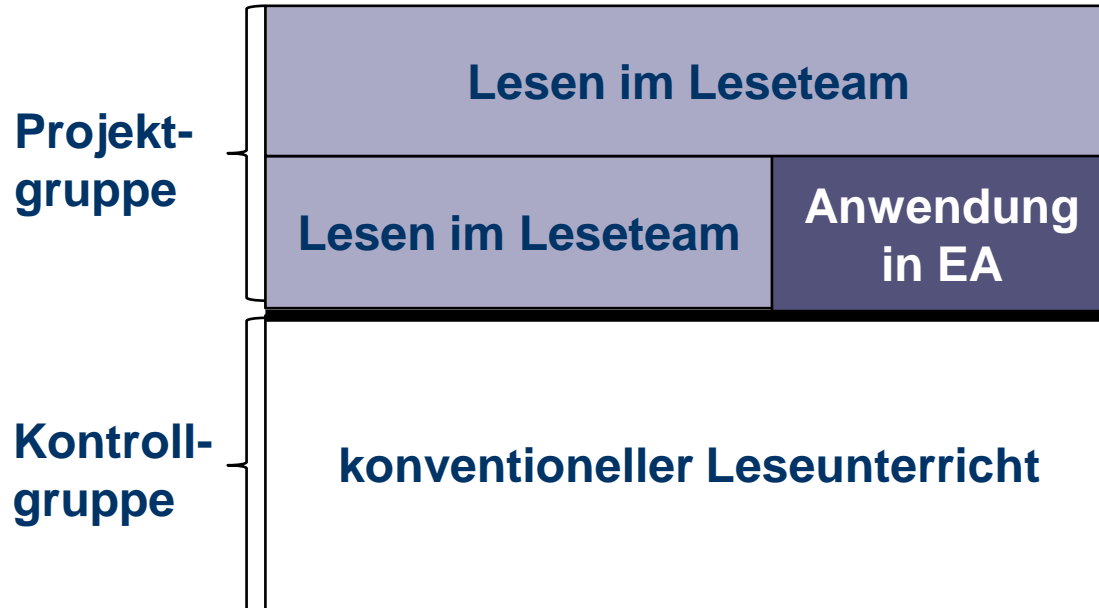 Projekt-
gruppe
Lesen im Leseteam
Lesen im Leseteam
Anwendung
in EA
Kontroll-
gruppe
konventioneller Leseunterricht